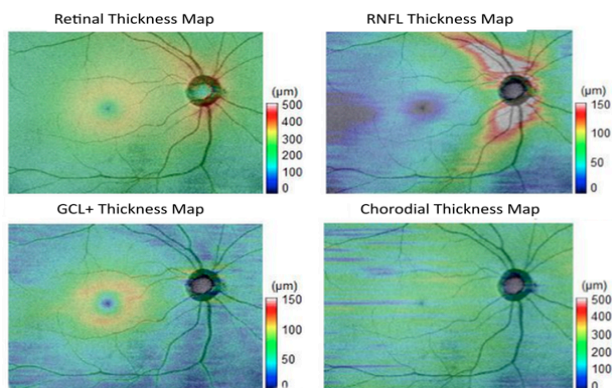 Retinal Thickness Map
RNFL Thickness Map
(µm)
500
400
300
200
100
0
(µm)
150
100
50
0
GCL+ Thickness Map
Chorodial Thickness Map
(µm)
150
100
50
0
(µm)
500
400
300
200
100
0